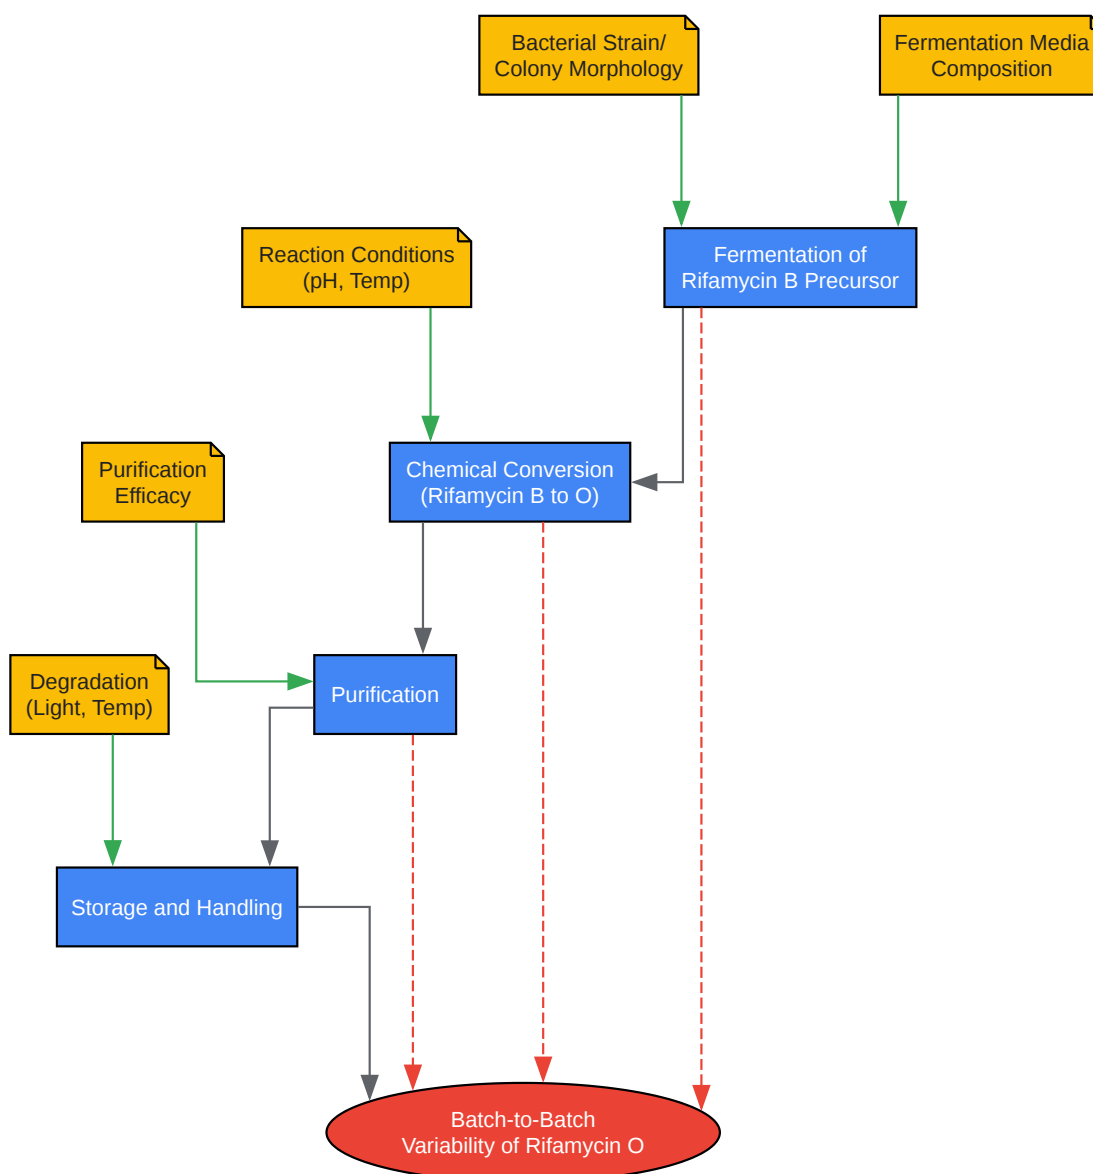 Bacterial Strain/
Colony Morphology
Fermentation Media
Composition
Reaction Conditions
(pH, Temp)
Fermentation of
Rifamycin B Precursor
Purification
Efficacy
Chemical Conversion
(Rifamycin B to O)
Degradation
(Light, Temp)
Purification
Storage and Handling
Batch-to-Batch
Variability of Rifamycin O